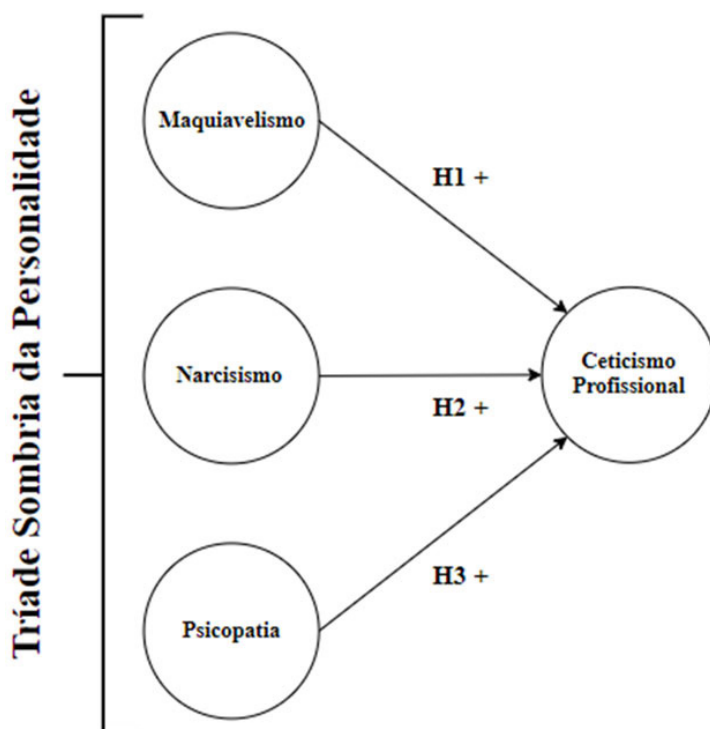 Tríade Sombria da Personalidade
Maquiavelismo
H1 +
Narcisismo
H2 +
Ceticismo
Profissional
H3 +
Psicopatia